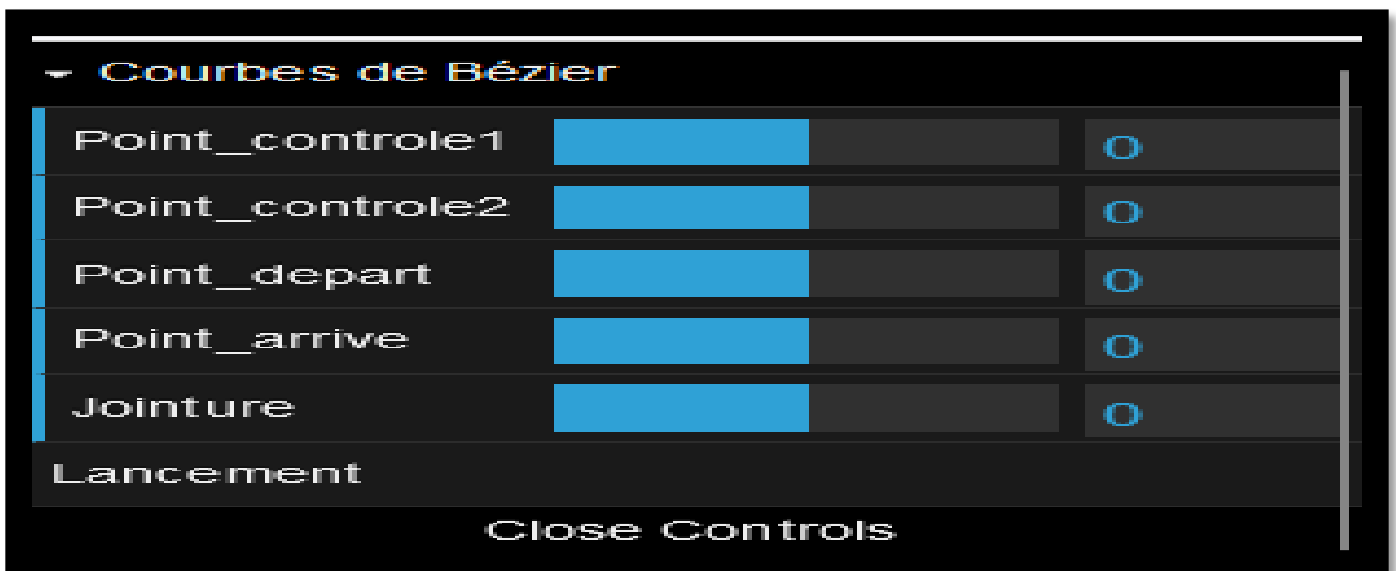 Courbes de Bézier
Point_controle1 0
Point_controle2 0
Point_depart 0
Point_arrive 0
Jointure 0
Lancement
Close Controls